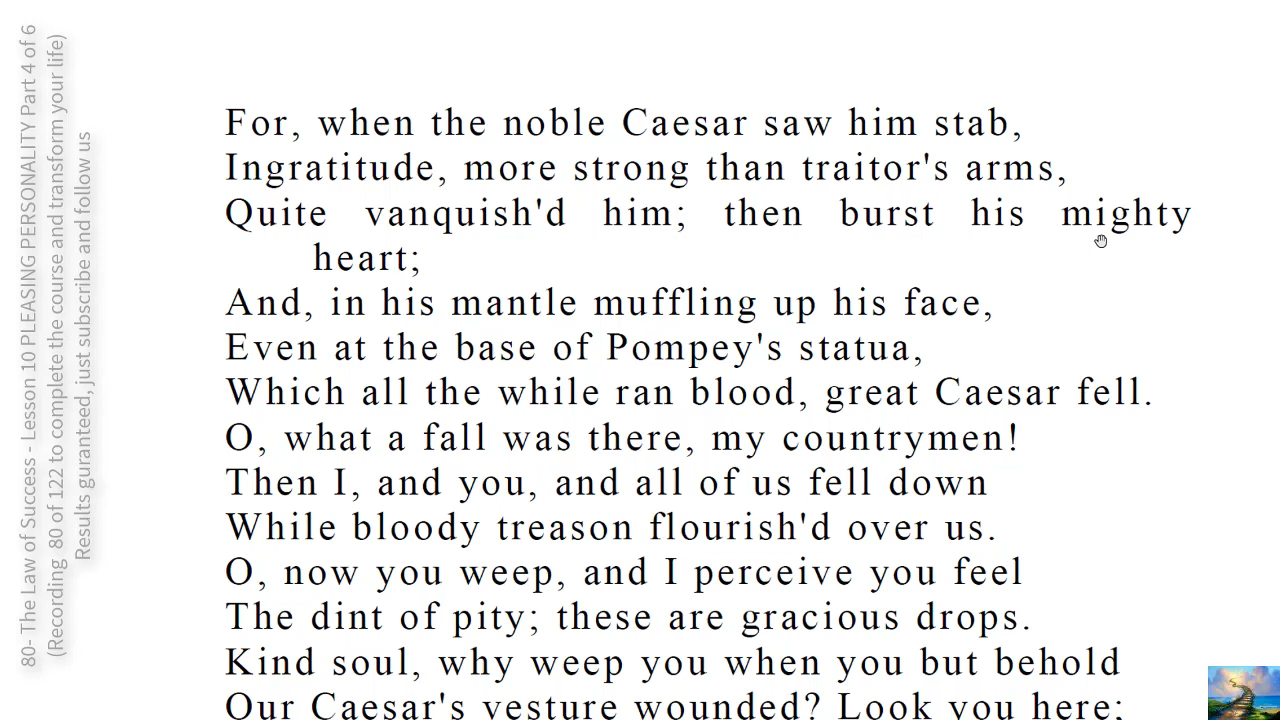 80- The Law of Success - Lesson 10 PLEASING PERSONALITY Part 4 of 6
(Recording 80 of 122 to complete the course and transform your life)
Results guranteed, just subscribe and follow us
For, when the noble Caesar saw him stab,
Ingratitude, more strong than traitor's arms,
Quite vanquish'd him; then burst his mighty
heart;
And, in his mantle muffling up his face,
Even at the base of Pompey's statua,
Which all the while ran blood, great Caesar fell.
O, what a fall was there, my countrymen!
Then I, and you, and all of us fell down
While bloody treason flourish'd over us.
O, now you weep, and I perceive you feel
The dint of pity; these are gracious drops.
Kind soul, why weep you when you but behold
Our Caesar's vesture wounded? Look you here;